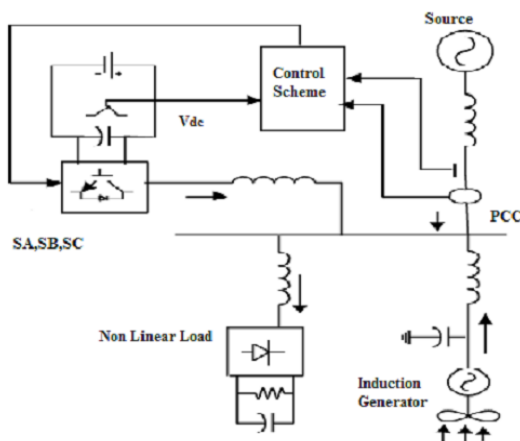 Source
Control
Scheme
Vdc
PCC
SA,SB,SC
Non Linear Load
Induction
Generator